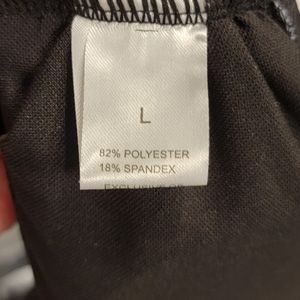 L
82% POLYESTER
18% SPANDEX
EXCLUSIVE OF